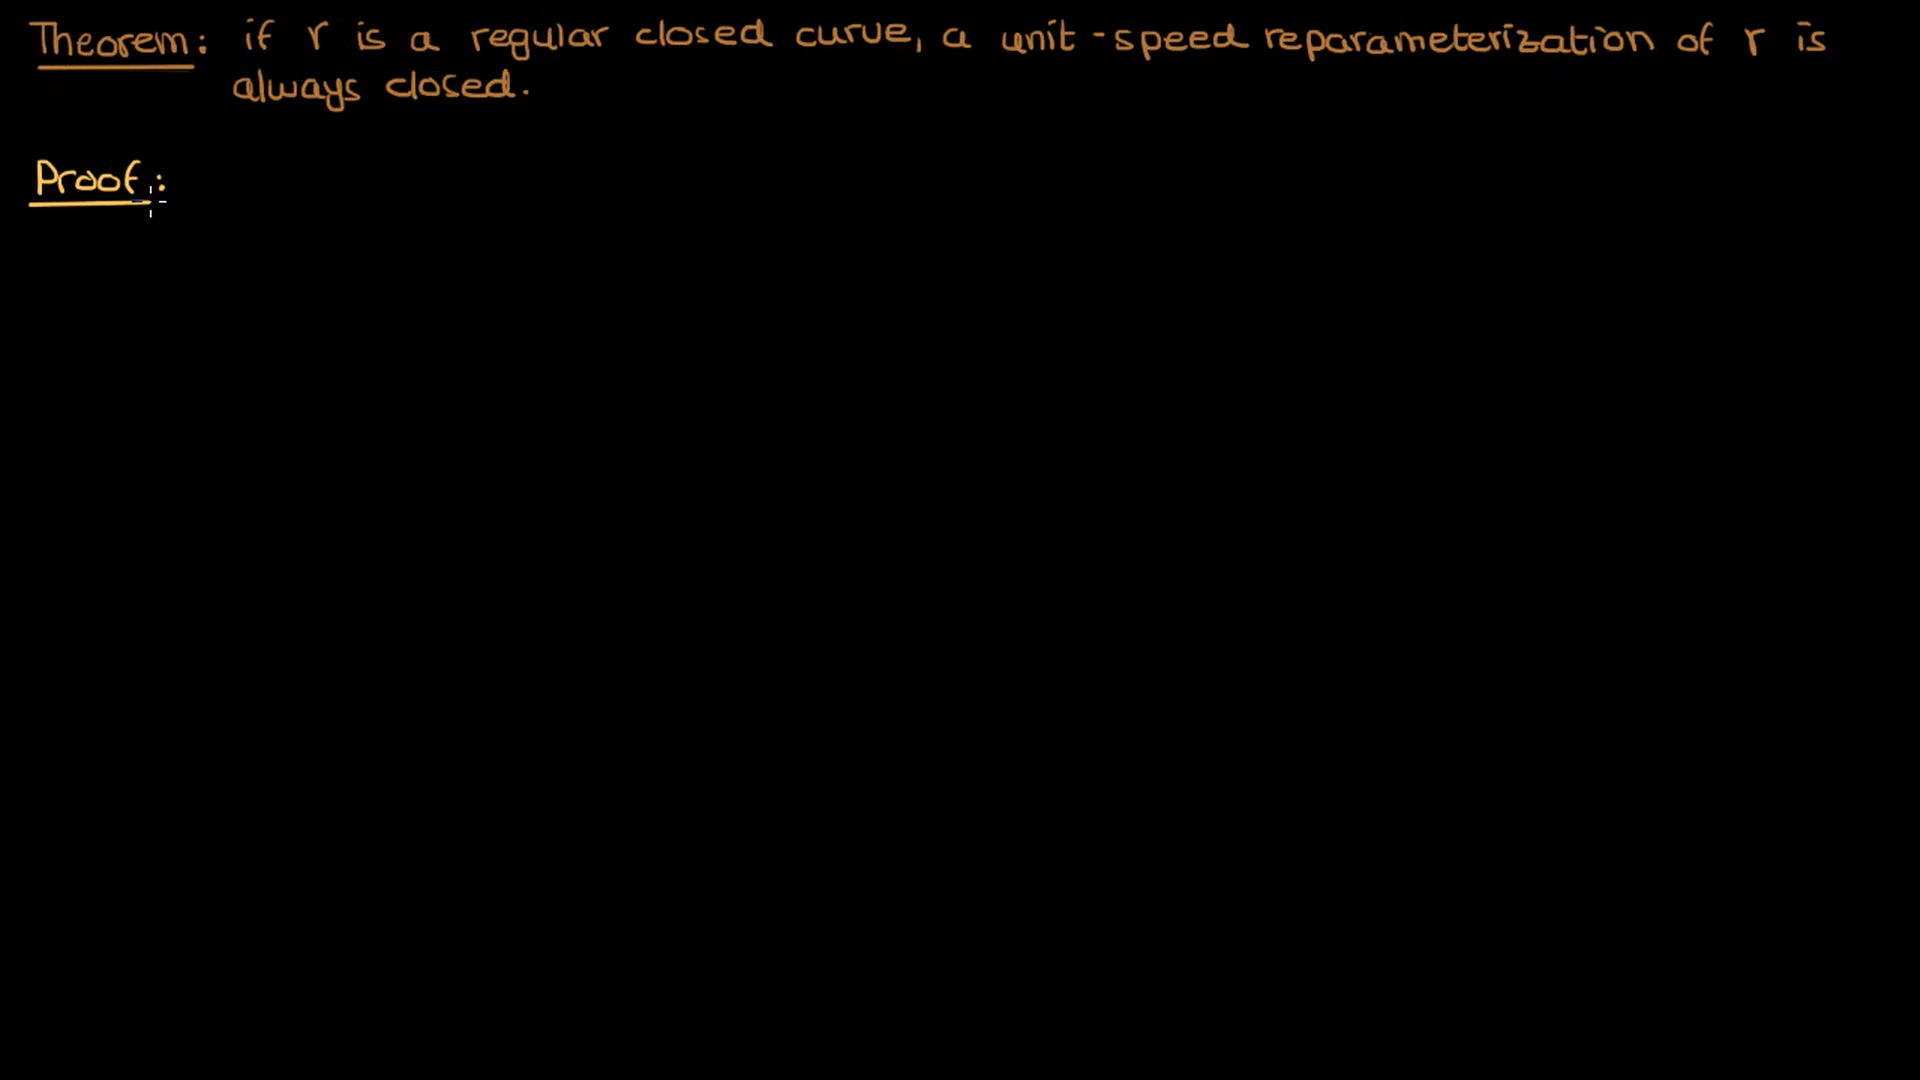 Theorem: if r is a regular closed curve, a unit-speed reparameterization of r is
always closed.
Proof: